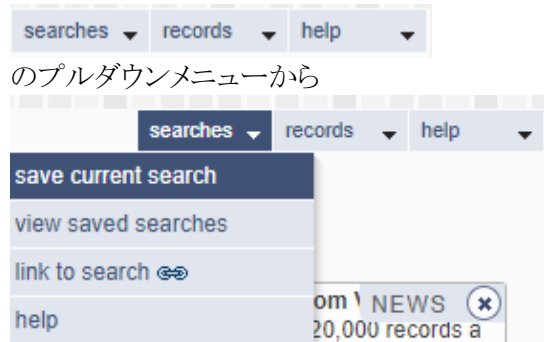 searches records help
のプルダウンメニューから
searches records help
save current search
view saved searches
link to search
help
om NEWS
20,000 records a